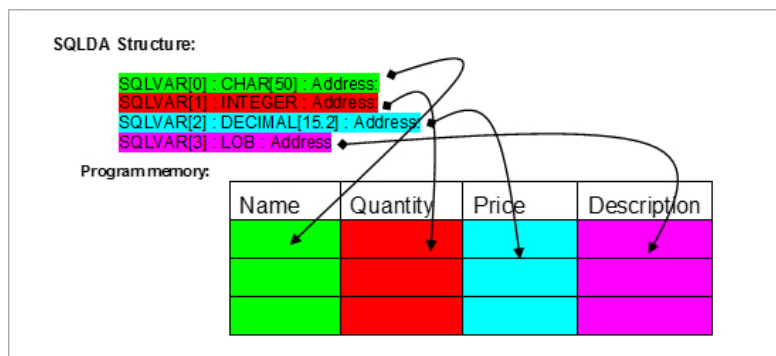 SQLDA Structure:
SQLVAR[0] : CHAR[50] : Address:
SQLVAR[1] : INTEGER : Address:
SQLVAR[2] : DECIMAL[15.2] : Address:
SQLVAR[3] : LOB : Address
Program memory:
Name Quantity Price Description